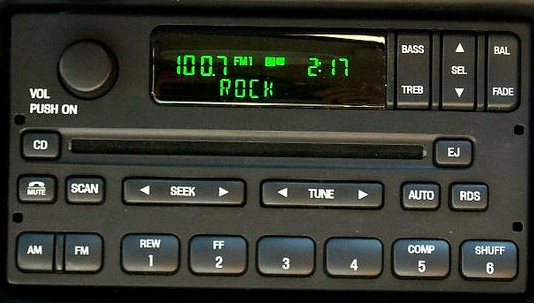 100.7 FM1 2:17
ROCK
BASS
TREB
▲
SEL
▼
BAL
FADE
VOL
PUSH ON
CD
EJ
MUTE
SCAN
◄ SEEK ►
◄ TUNE ►
AUTO
RDS
AM
FM
REW
1
FF
2
3
4
COMP
5
SHUFF
6